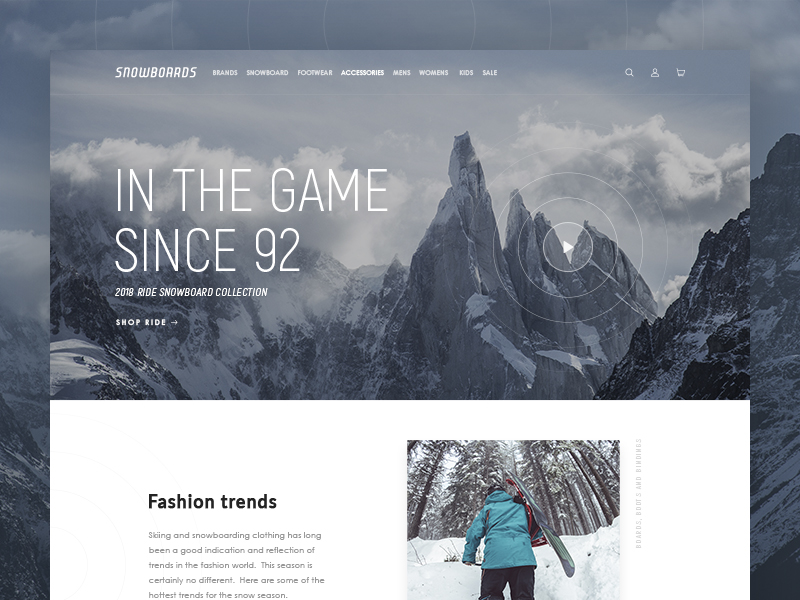 SNOWBOARDS BRANDS SNOWBOARD FOOTWEAR ACCESSORIES MENS WOMENS KIDS SALE
IN THE GAME
SINCE 92
2018 RIDE SNOWBOARD COLLECTION
SHOP RIDE →
BOARDS, BOOTS AND BINDINGS
Fashion trends
Skiing and snowboarding clothing has long
been a good indication and reflection of
trends in the fashion world. This season is
certainly no different. Here are some of the
hottest trends for the snow season.